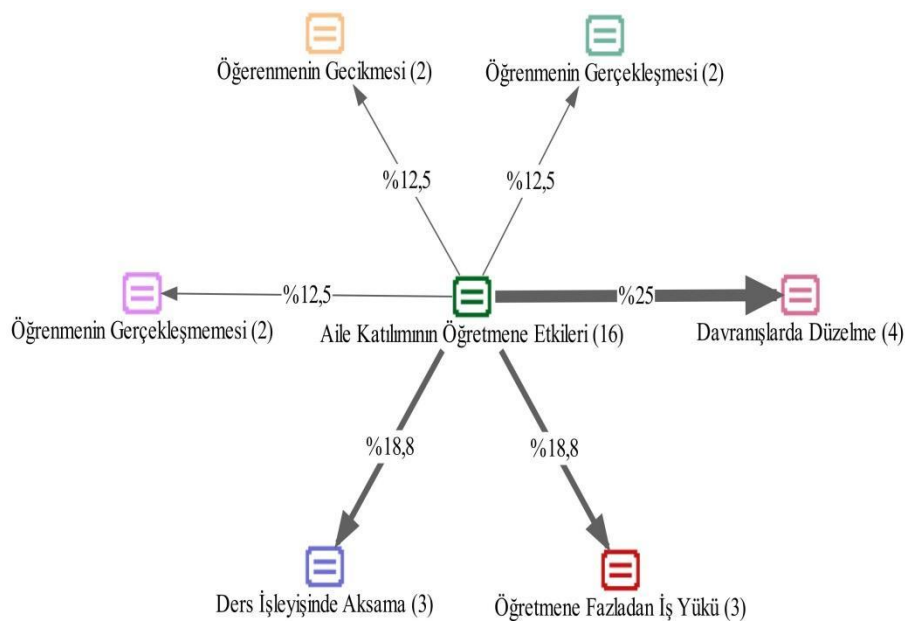 Öğerenmenin Gecikmesi (2)
Öğrenmenin Gerçekleşmesi (2)
%12,5
%12,5
%12,5
%25
Öğrenmenin Gerçekleşmemesi (2)
Aile Katılımının Öğretmene Etkileri (16)
Davranışlarda Düzelme (4)
%18,8
%18,8
Ders İşleyişinde Aksama (3)
Öğretmene Fazladan İş Yükü (3)